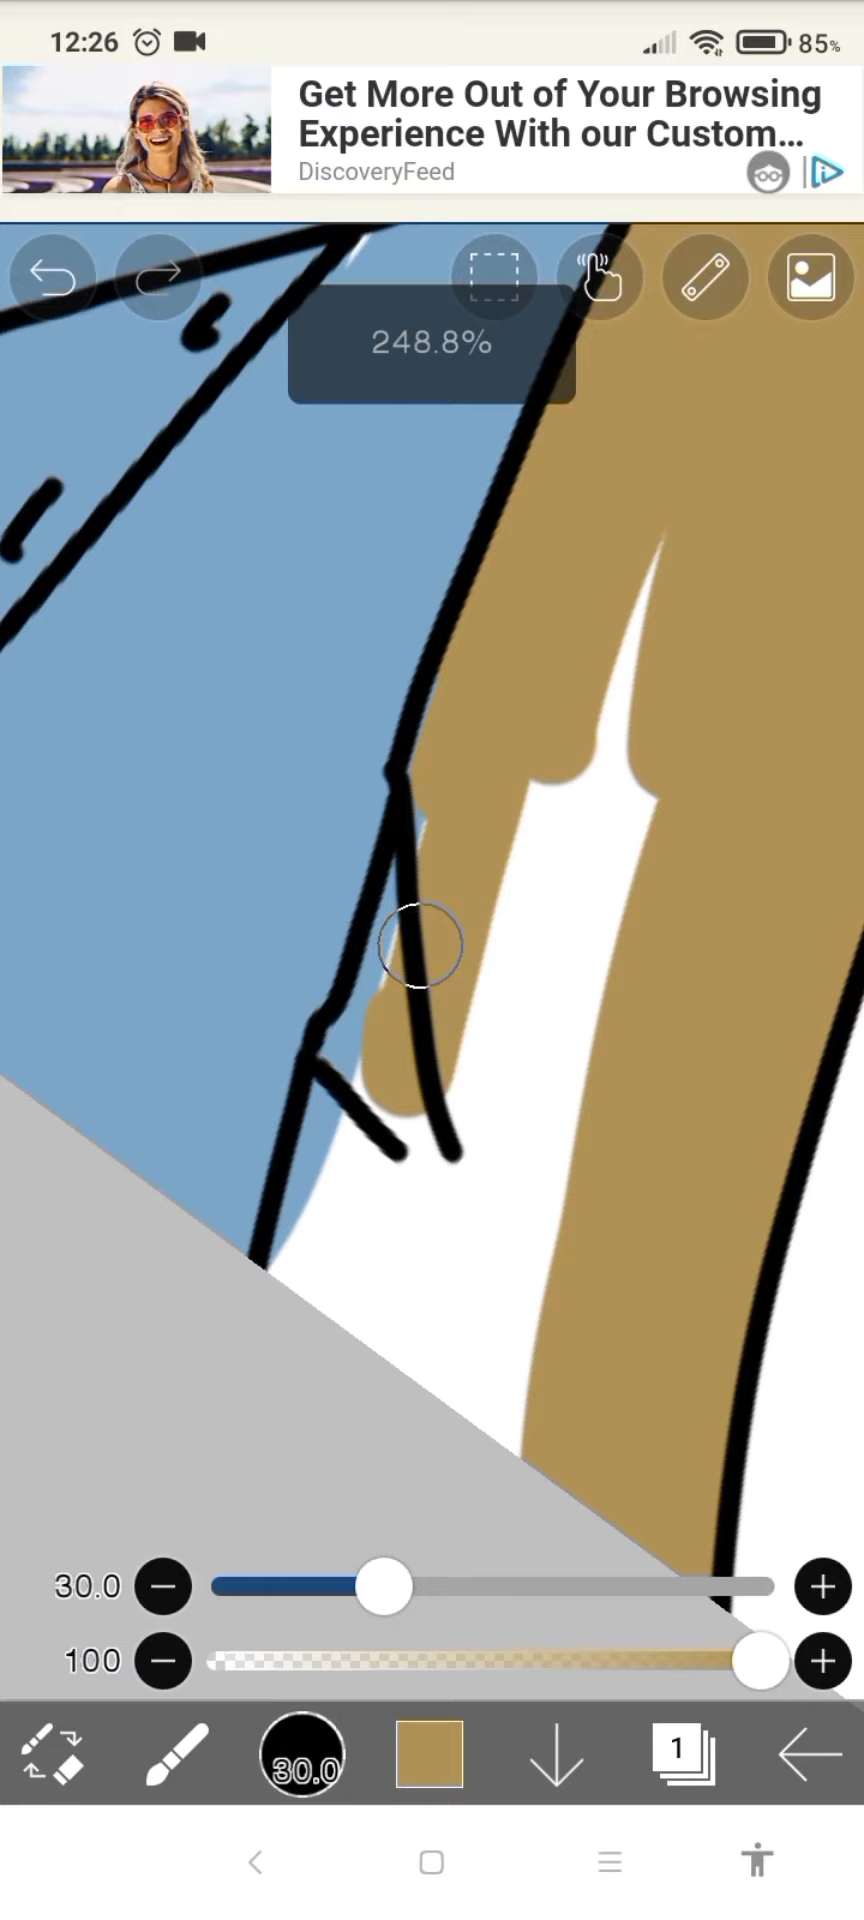 12:26 85%
Get More Out of Your Browsing
Experience With our Custom...
DiscoveryFeed
248.8%
30.0
100
30.0 1